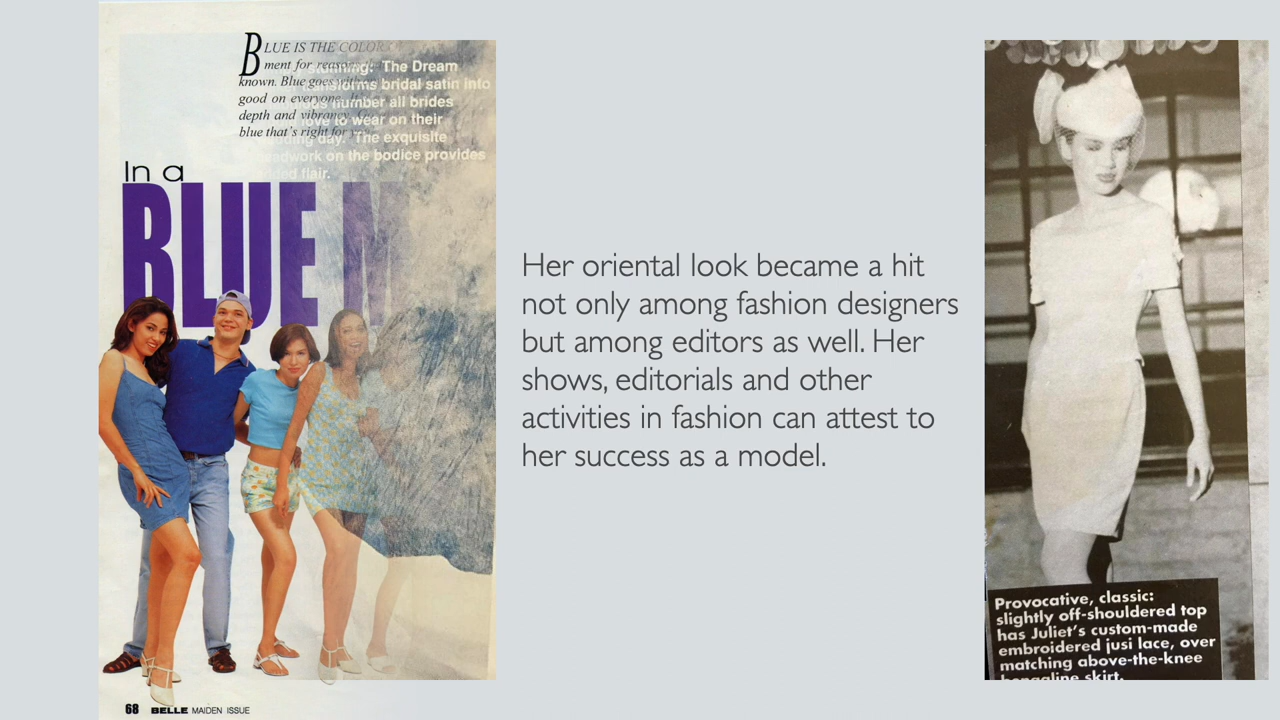 BLUE IS THE COLOR
ment for
known. Blue goes
good on everyone.
depth and vibrancy.
blue that's right for
stunning: The Dream
transforms bridal satin into
number all brides
love to wear on their
day. The exquisite
beadwork on the bodice provides
added flair.
In a
BLUE M
Her oriental look became a hit
not only among fashion designers
but among editors as well. Her
shows, editorials and other
activities in fashion can attest to
her success as a model.
Provocative, classic:
slightly off-shouldered top
has Juliet's custom-made
embroidered jusi lace, over
matching above-the-knee
bengaline skirt.
68 BELLE MAIDEN ISSUE